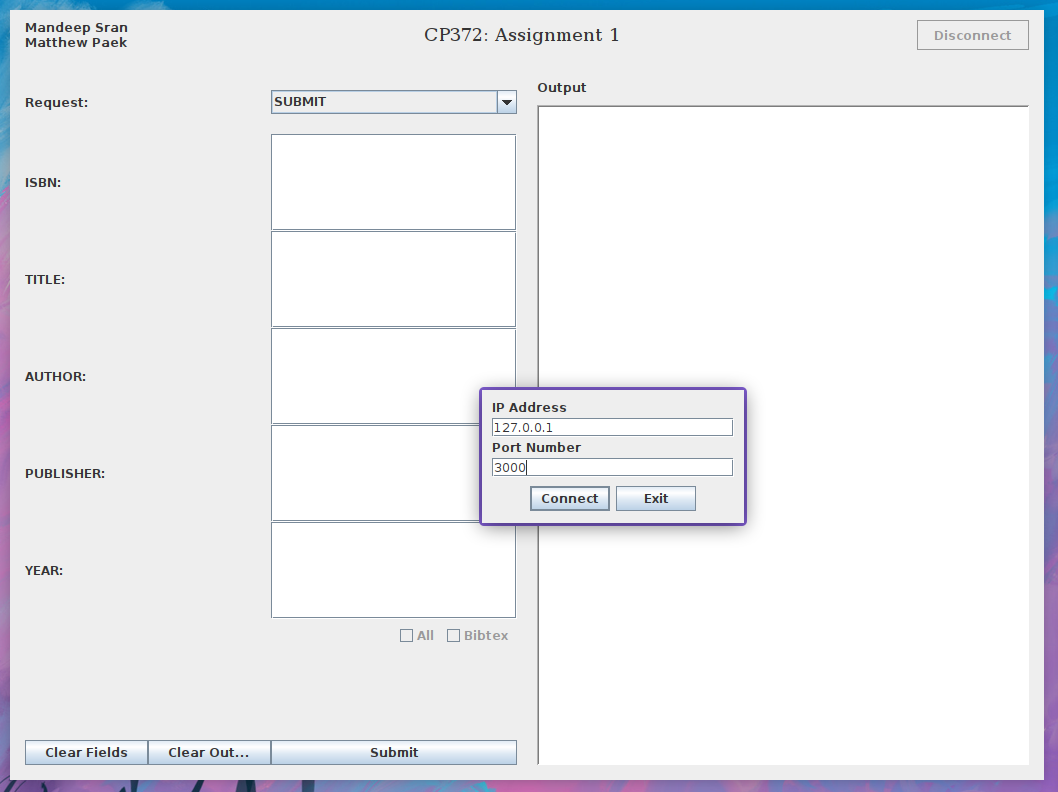 Mandeep Sran
Matthew Paek
CP372: Assignment 1
Disconnect
Request:
SUBMIT
Output
ISBN:
TITLE:
AUTHOR:
PUBLISHER:
YEAR:
All
Bibtex
Clear Fields
Clear Out...
Submit
IP Address
127.0.0.1
Port Number
3000
Connect
Exit